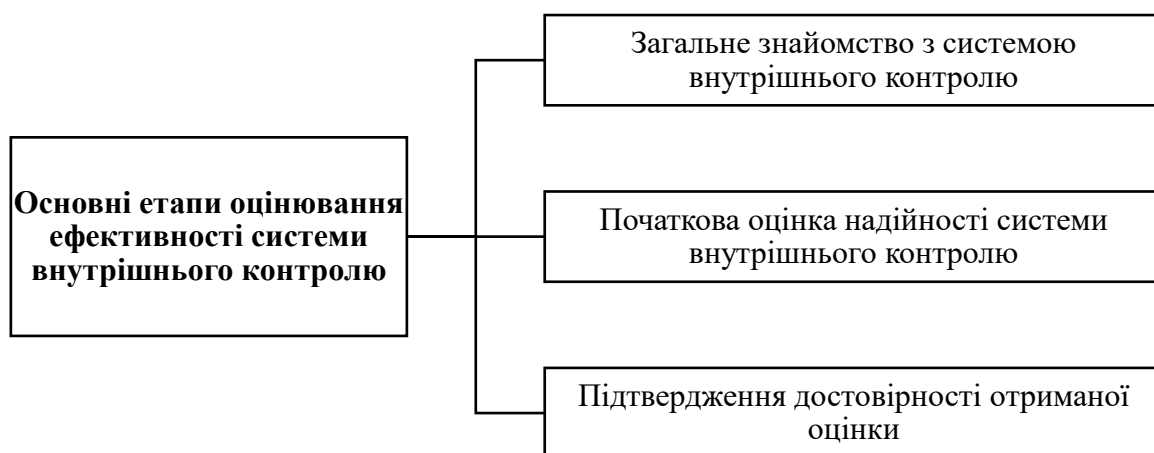 Загальне знайомство з системою
внутрішнього контролю
Основні етапи оцінювання
ефективності системи
внутрішнього контролю
Початкова оцінка надійності системи
внутрішнього контролю
Підтвердження достовірності отриманої
оцінки